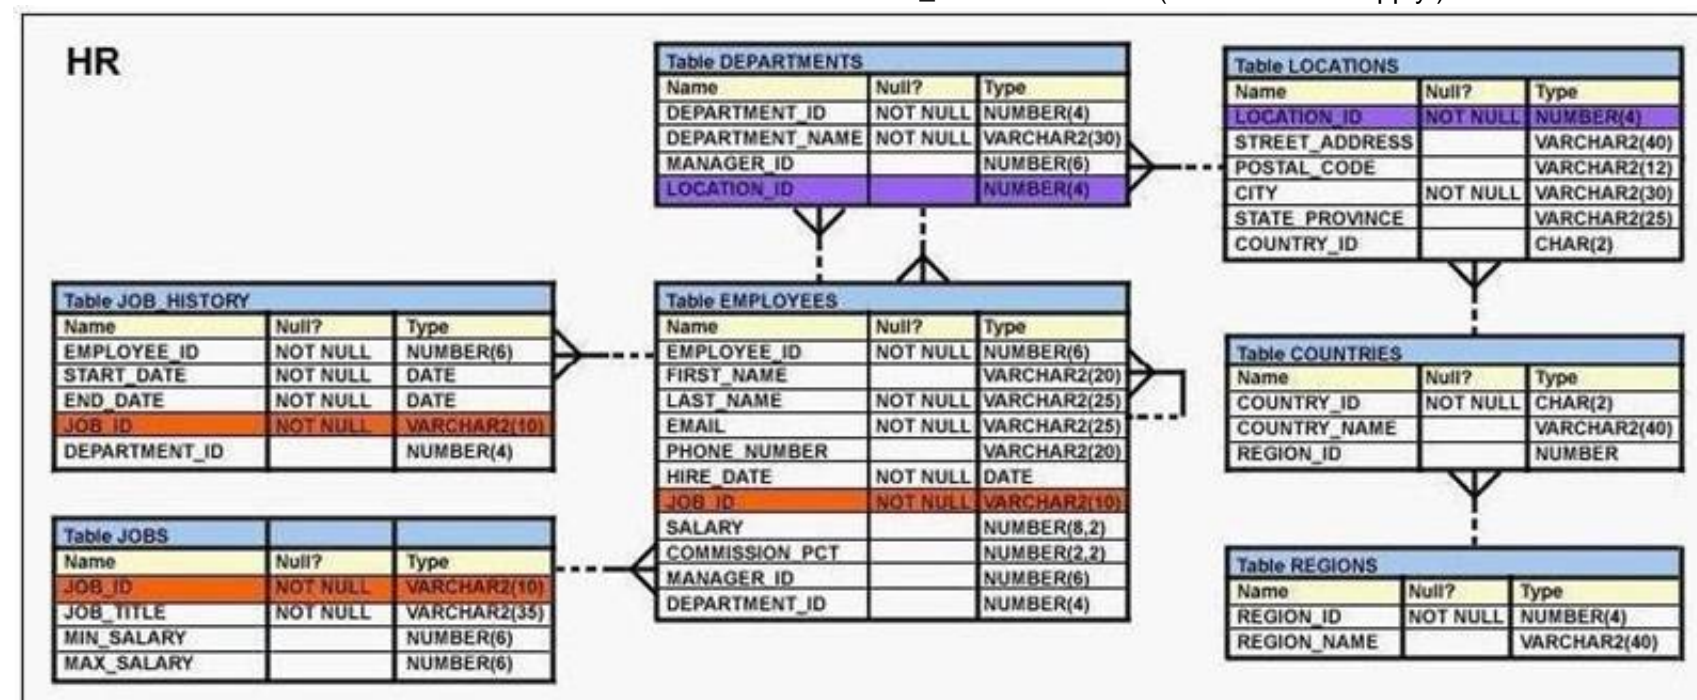 HR
Table DEPARTMENTS
Name Null? Type
DEPARTMENT_ID NOT NULL NUMBER(4)
DEPARTMENT_NAME NOT NULL VARCHAR2(30)
MANAGER_ID NUMBER(6)
LOCATION_ID NUMBER(4)
Table LOCATIONS
Name Null? Type
LOCATION_ID NOT NULL NUMBER(4)
STREET_ADDRESS VARCHAR2(40)
POSTAL_CODE VARCHAR2(12)
CITY NOT NULL VARCHAR2(30)
STATE_PROVINCE VARCHAR2(25)
COUNTRY_ID CHAR(2)
Table JOB_HISTORY
Name Null? Type
EMPLOYEE_ID NOT NULL NUMBER(6)
START_DATE NOT NULL DATE
END_DATE NOT NULL DATE
JOB_ID NOT NULL VARCHAR2(10)
DEPARTMENT_ID NUMBER(4)
Table EMPLOYEES
Name Null? Type
EMPLOYEE_ID NOT NULL NUMBER(6)
FIRST_NAME VARCHAR2(20)
LAST_NAME NOT NULL VARCHAR2(25)
EMAIL NOT NULL VARCHAR2(25)
PHONE_NUMBER VARCHAR2(20)
HIRE_DATE NOT NULL DATE
JOB_ID NOT NULL VARCHAR2(10)
SALARY NUMBER(8,2)
COMMISSION_PCT NUMBER(2,2)
MANAGER_ID NUMBER(6)
DEPARTMENT_ID NUMBER(4)
Table COUNTRIES
Name Null? Type
COUNTRY_ID NOT NULL CHAR(2)
COUNTRY_NAME VARCHAR2(40)
REGION_ID NUMBER
Table JOBS
Name Null? Type
JOB_ID NOT NULL VARCHAR2(10)
JOB_TITLE NOT NULL VARCHAR2(35)
MIN_SALARY NUMBER(6)
MAX_SALARY NUMBER(6)
Table REGIONS
Name Null? Type
REGION_ID NOT NULL NUMBER(4)
REGION_NAME VARCHAR2(40)